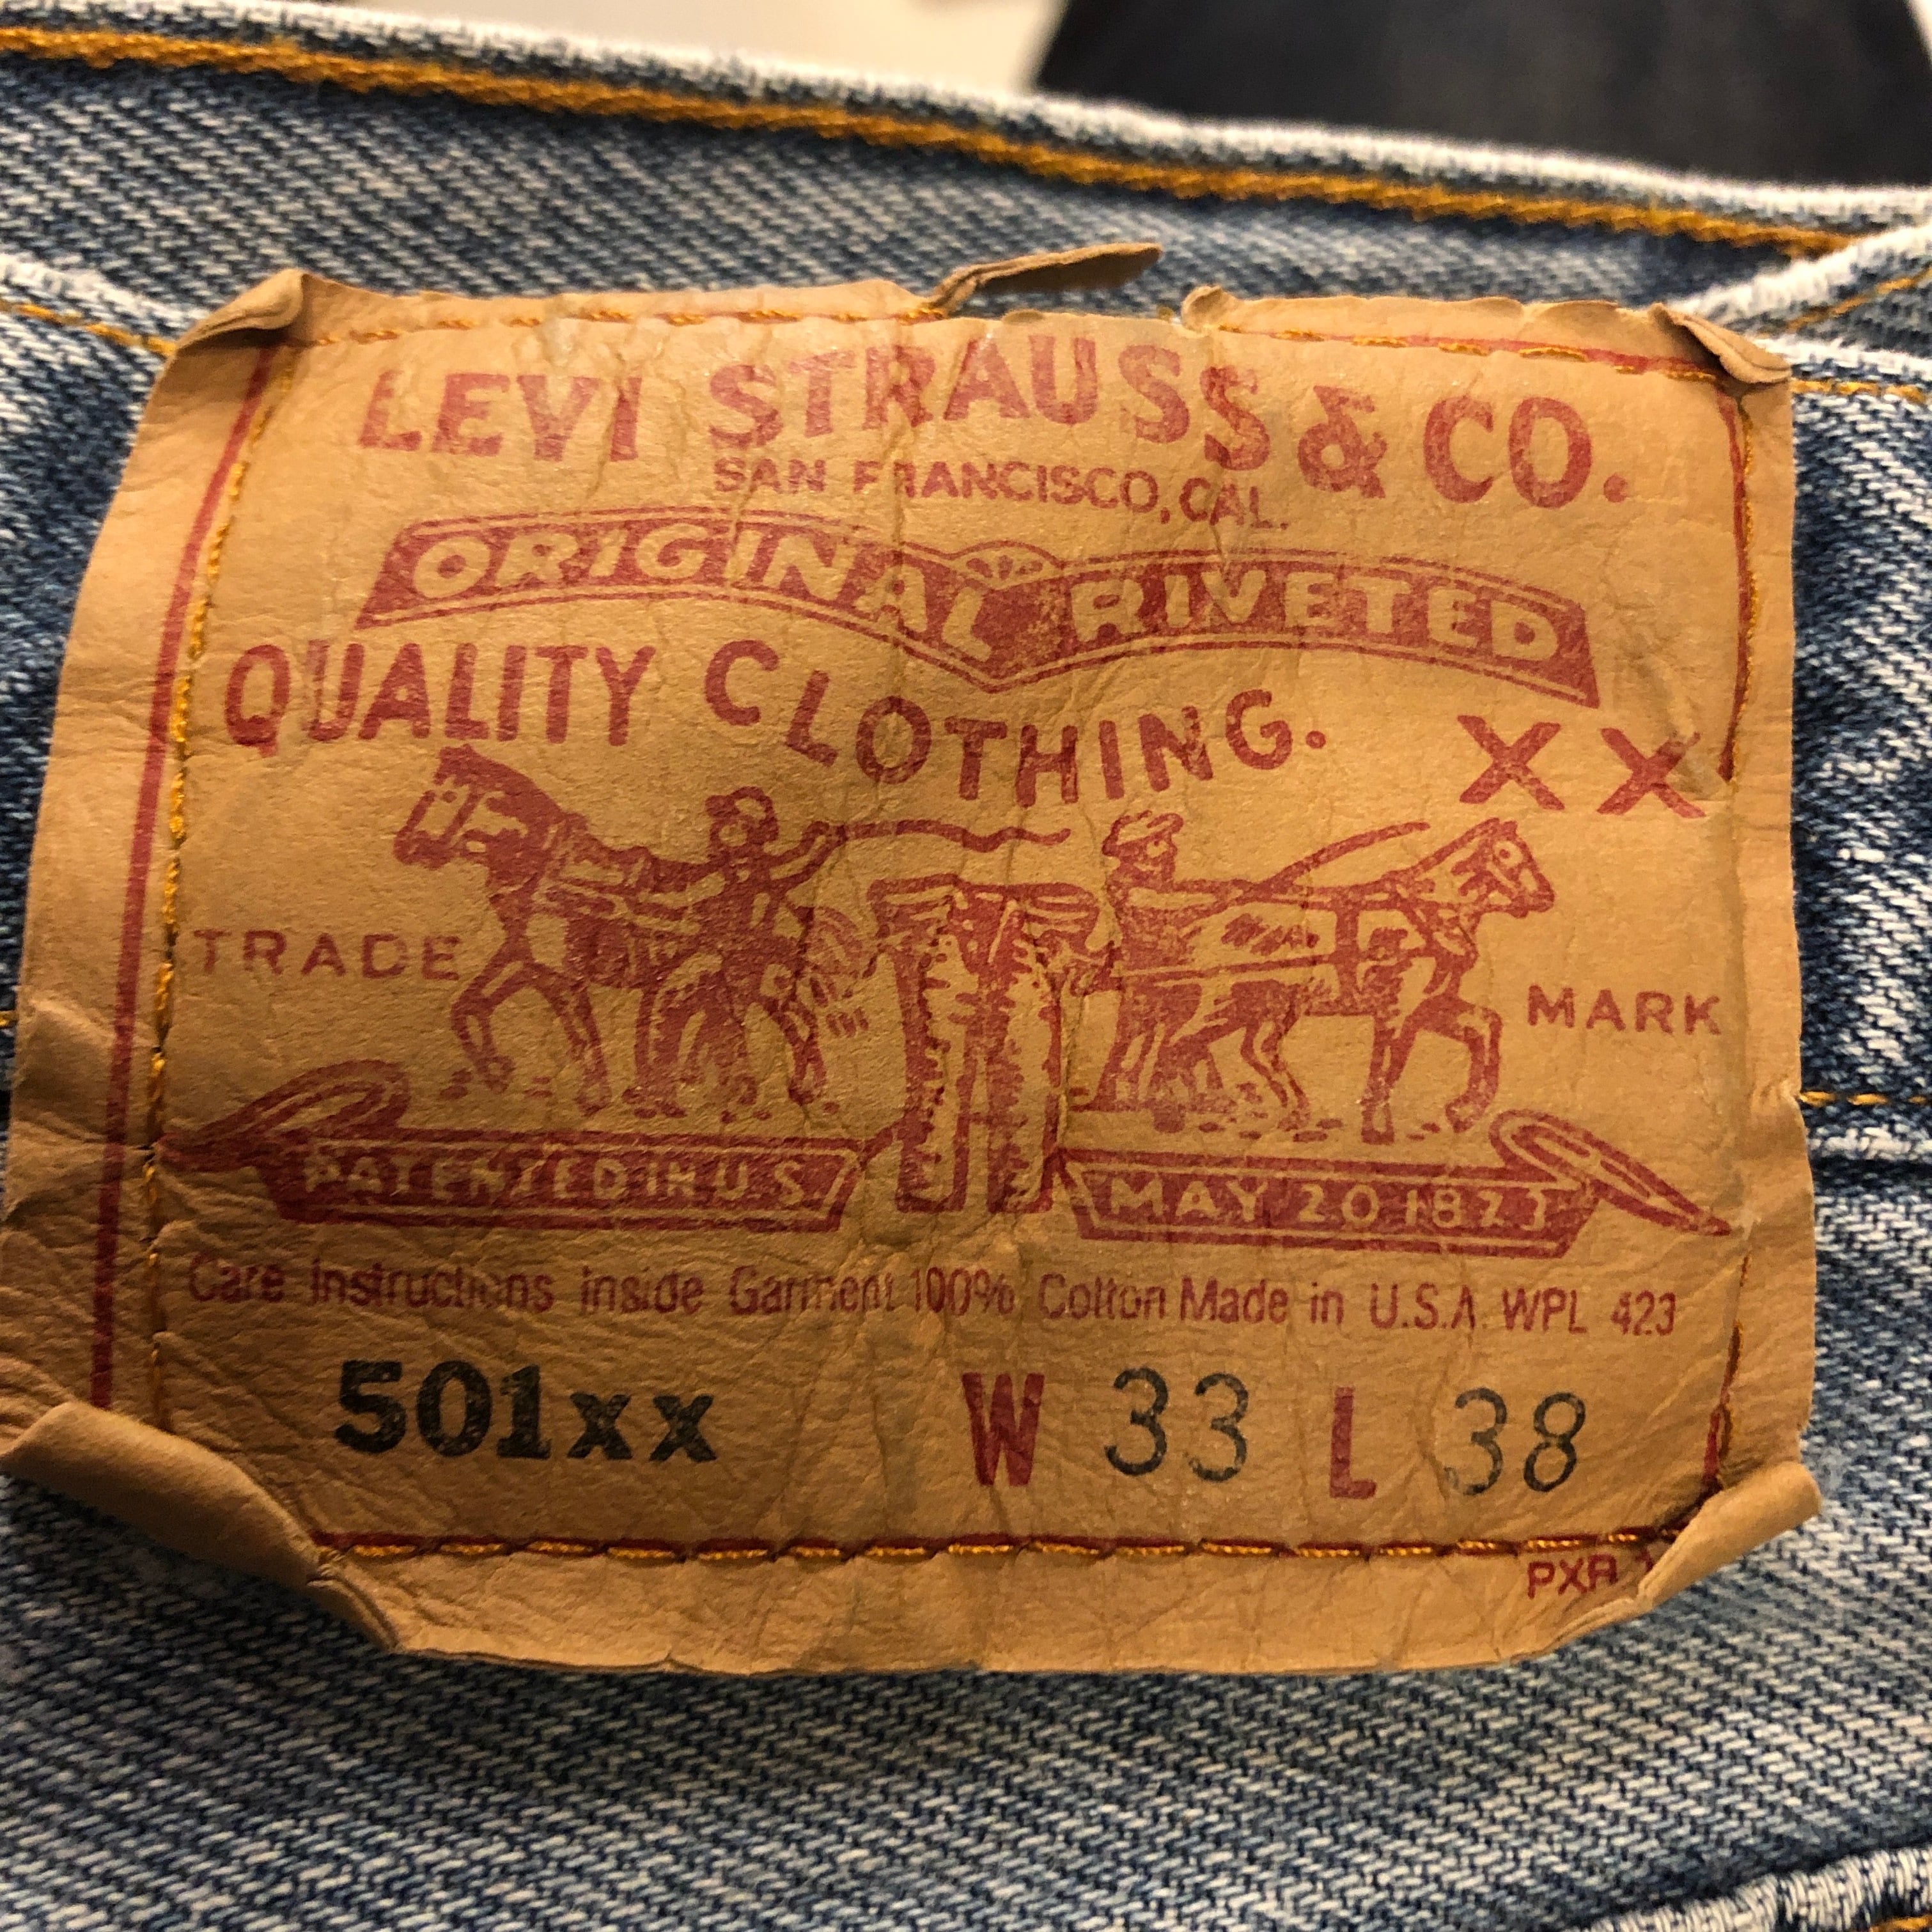 LEVI STRAUSS & CO.
SAN FRANCISCO, CAL.
ORIGINAL RIVETED
QUALITY CLOTHING.
XX
TRADE MARK
PATENTED IN U.S. MAY 20 1873
Care Instructions inside Garment 100% Cotton Made in U.S.A. WPL 423
501xx W 33 L 38
PXR